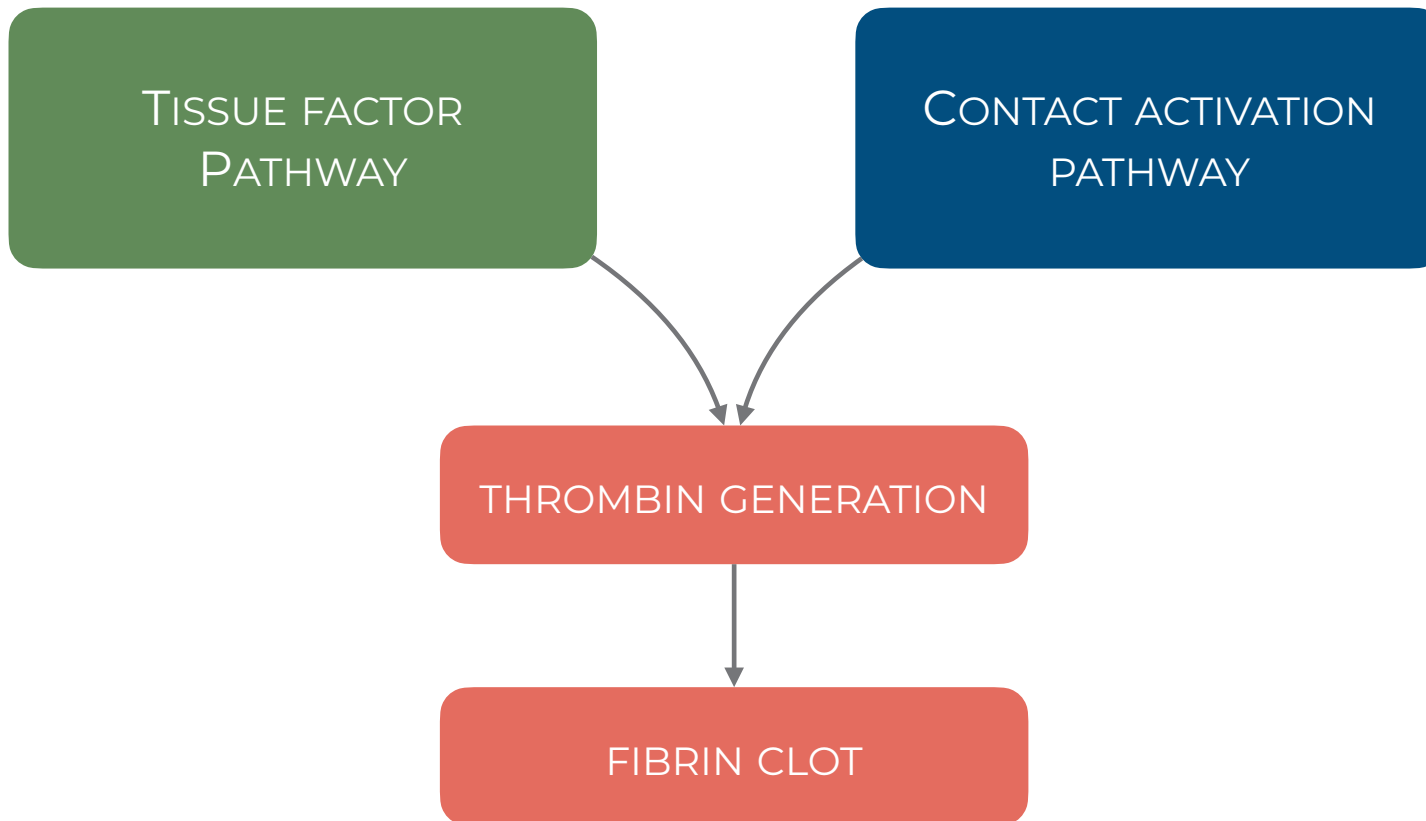 Tissue factor
Pathway
Contact activation
pathway
thrombin generation
fibrin clot